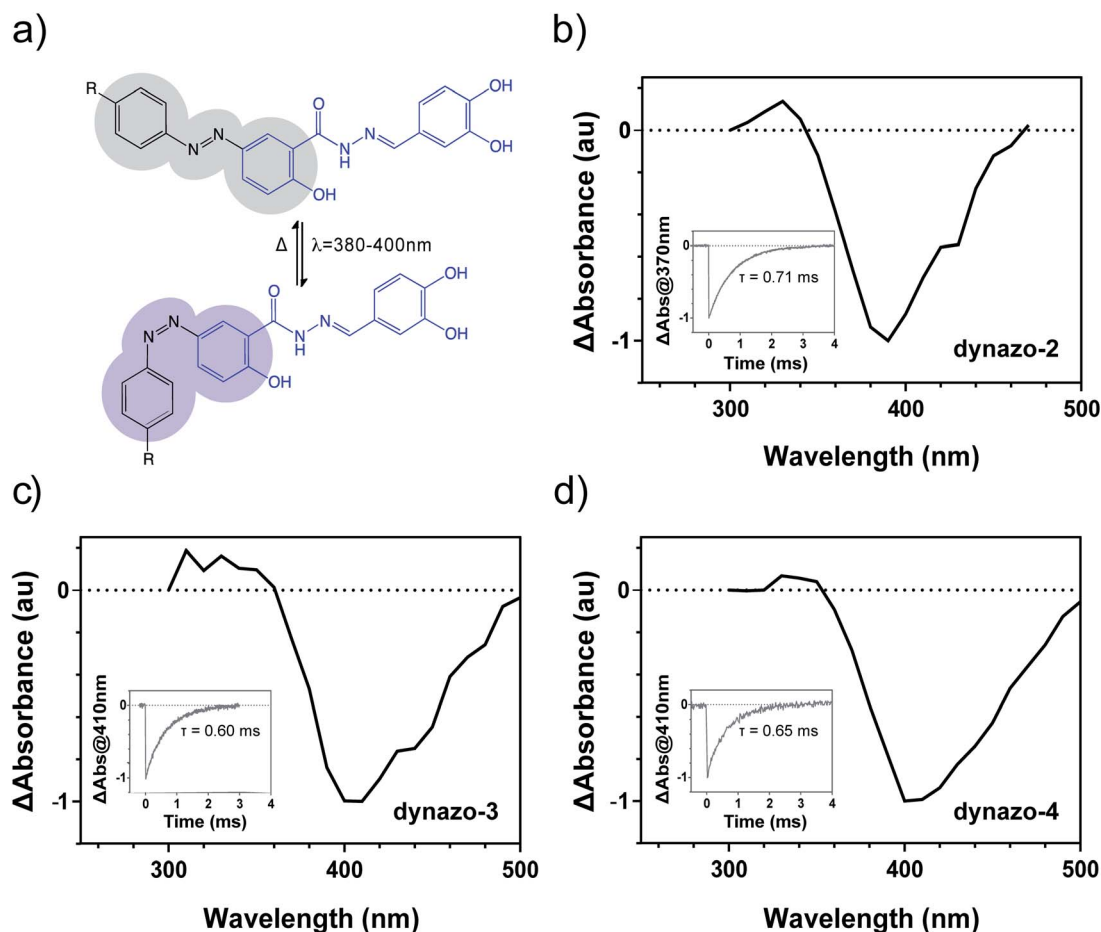 a)
R
N
N
O
N
H
N
OH
OH
OH
Δ
λ=380-400nm
N
N
O
N
H
N
OH
OH
OH
R
b)
ΔAbsorbance (au)
0
-1
ΔAbs@370nm
0
-1
τ = 0.71 ms
0 1 2 3 4
Time (ms)
dynazo-2
300 400 500
Wavelength (nm)
c)
ΔAbsorbance (au)
0
-1
ΔAbs@410nm
0
-1
τ = 0.60 ms
0 1 2 3 4
Time (ms)
dynazo-3
300 400 500
Wavelength (nm)
d)
ΔAbsorbance (au)
0
-1
ΔAbs@410nm
0
-1
τ = 0.65 ms
0 1 2 3 4
Time (ms)
dynazo-4
300 400 500
Wavelength (nm)